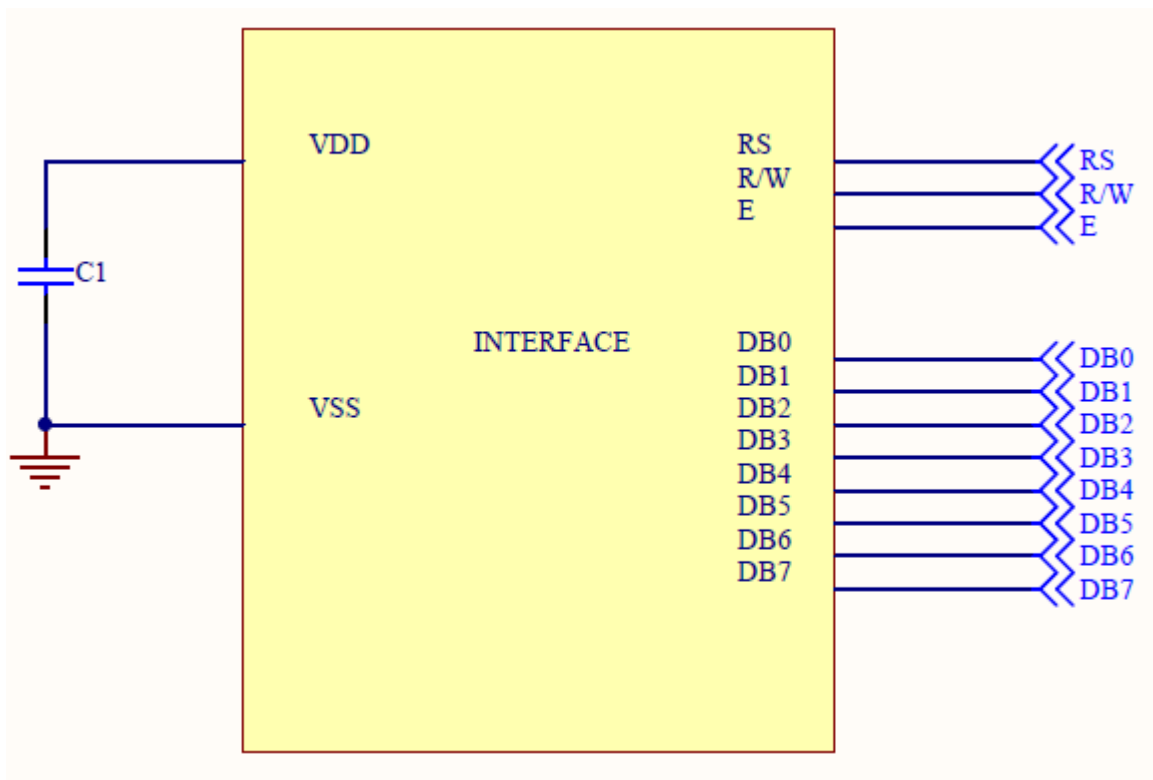 VDD
RS
RS
R/W
R/W
E
E
C1
INTERFACE
DB0
DB0
DB1
DB1
VSS
DB2
DB2
DB3
DB3
DB4
DB4
DB5
DB5
DB6
DB6
DB7
DB7